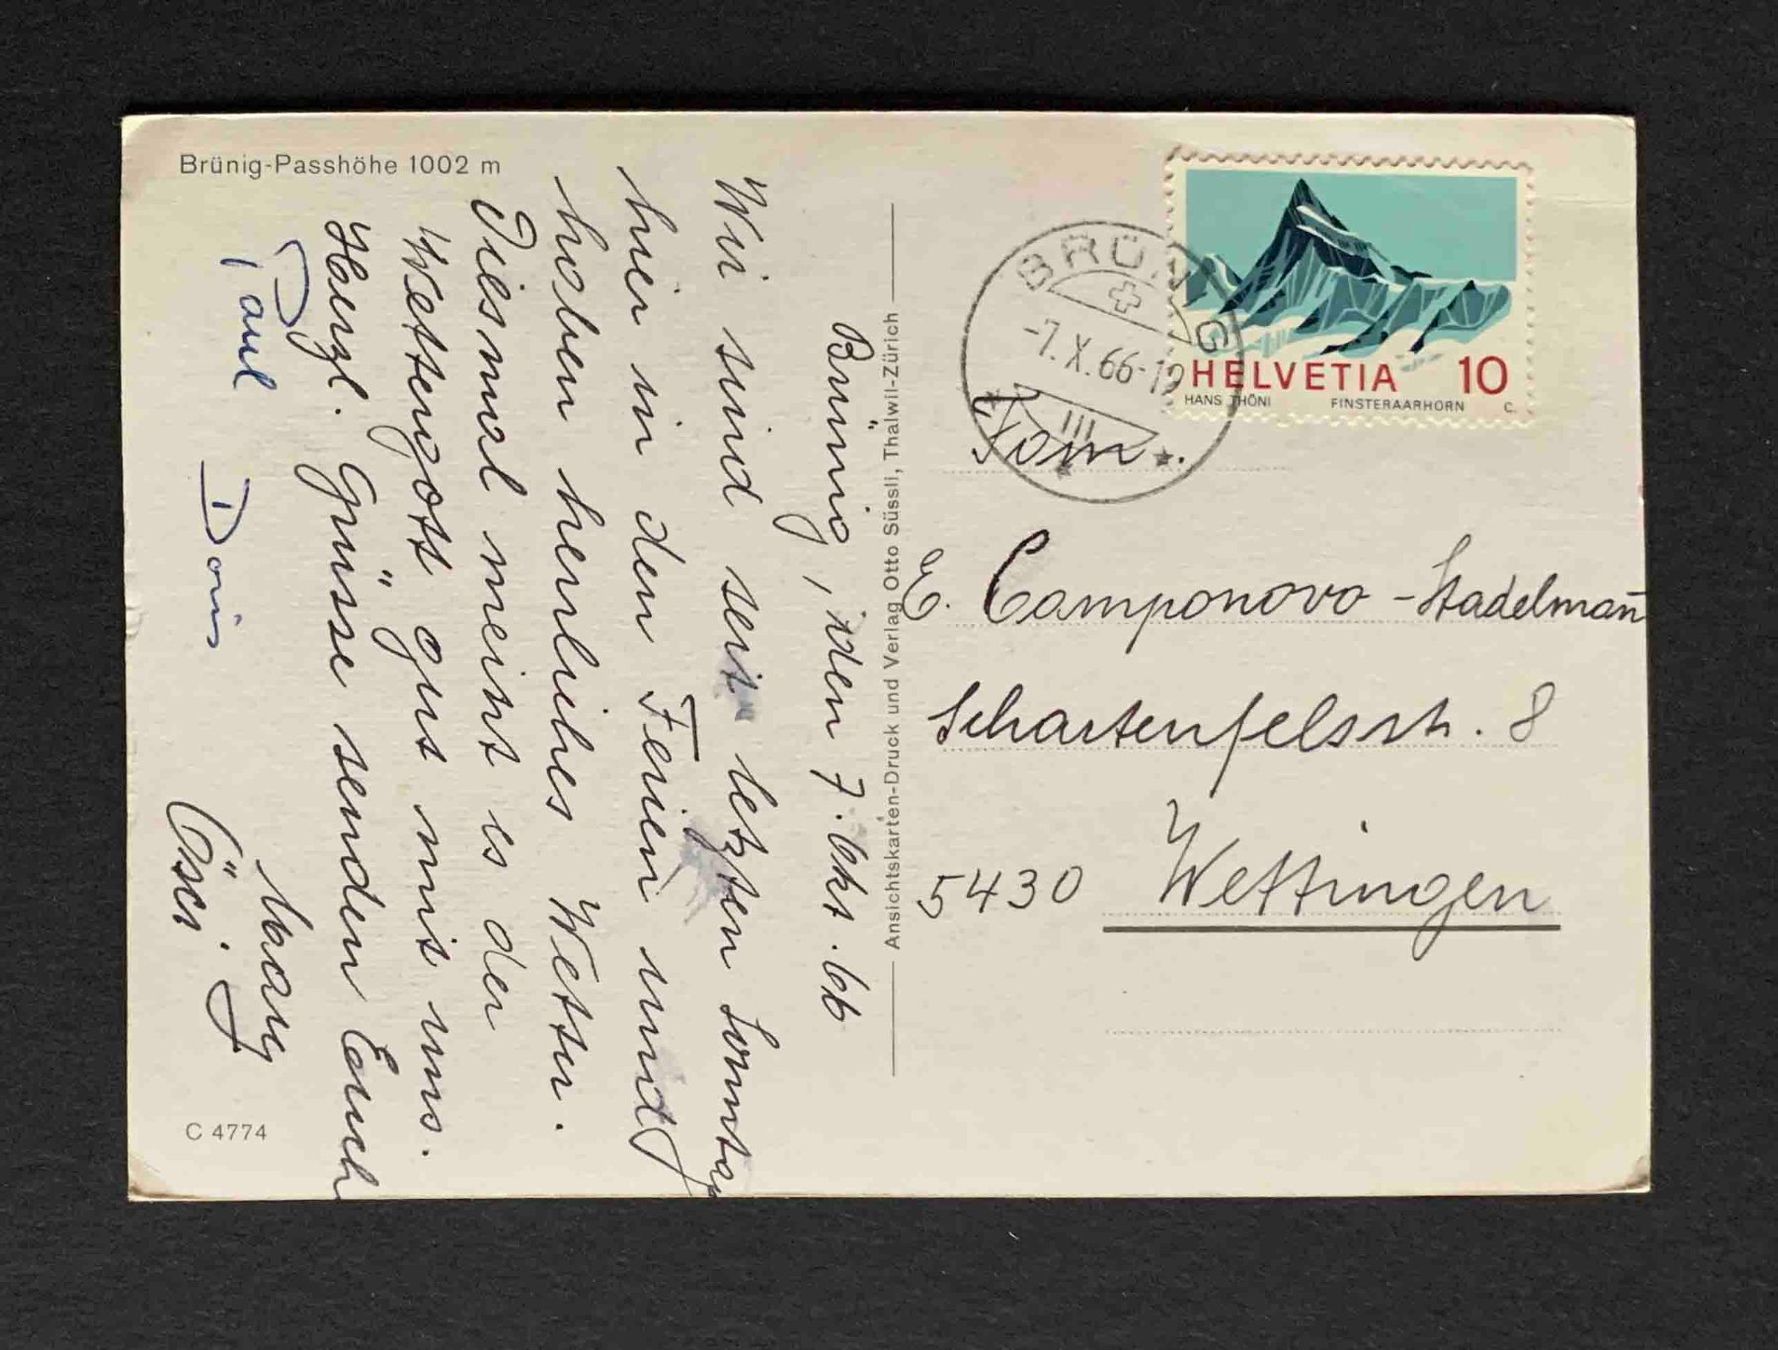 Brünig-Passhöhe 1002 m
Brünig, den 7. Okt. 66
Wir sind seit letzten Sonntag
hier in den Ferien und
haben herrliches Wetter.
Diesmal meint es der
Wettergott gut mit uns.
Herzl. Grüsse senden Euch
Paul Doris
Ösci.
C 4774
Ansichtskarten-Druck und Verlag Otto Süssli, Thalwil-Zürich
BRÜNIG
-7.X.66-
HELVETIA 10
HANS THÖNI FINSTERAARHORN C.
Fam.
E. Camponovo-Stadelmann
Schartenfelsstr. 8
5430 Wettingen